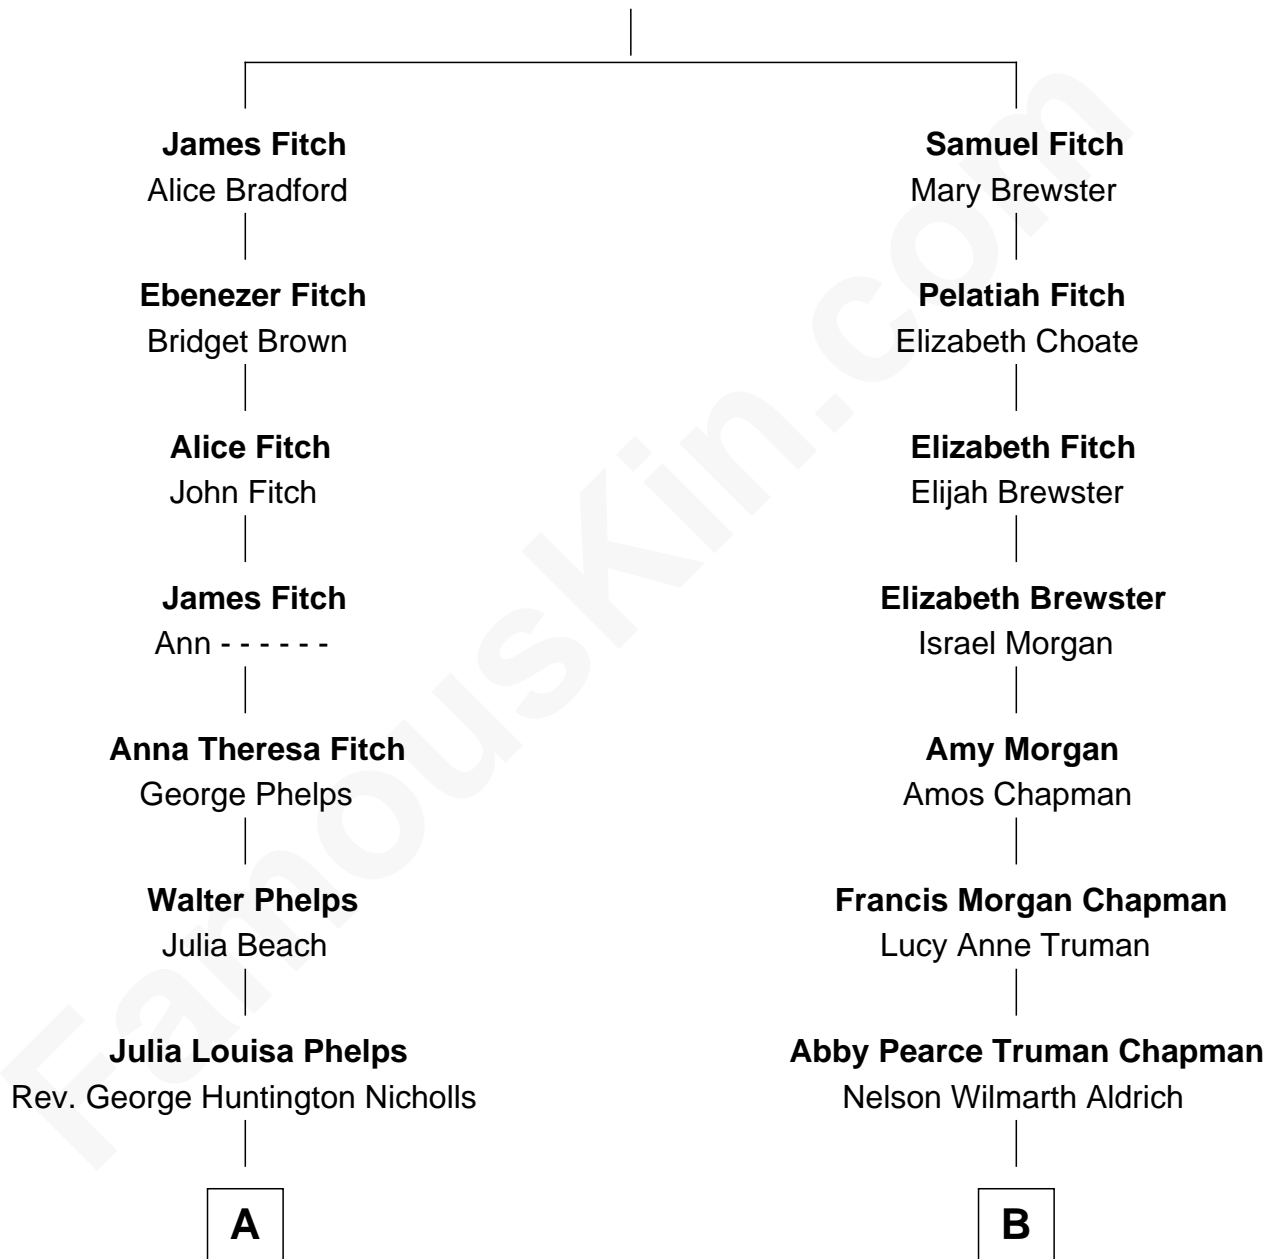 James Fitch
Alice Bradford
Ebenezer Fitch
Bridget Brown
Alice Fitch
John Fitch
James Fitch
Ann - - - - - -
Anna Theresa Fitch
George Phelps
Walter Phelps
Julia Beach
Julia Louisa Phelps
Rev. George Huntington Nicholls
A
Samuel Fitch
Mary Brewster
Pelatiah Fitch
Elizabeth Choate
Elizabeth Fitch
Elijah Brewster
Elizabeth Brewster
Israel Morgan
Amy Morgan
Amos Chapman
Francis Morgan Chapman
Lucy Anne Truman
Abby Pearce Truman Chapman
Nelson Wilmarth Aldrich
B
FamousKin.com